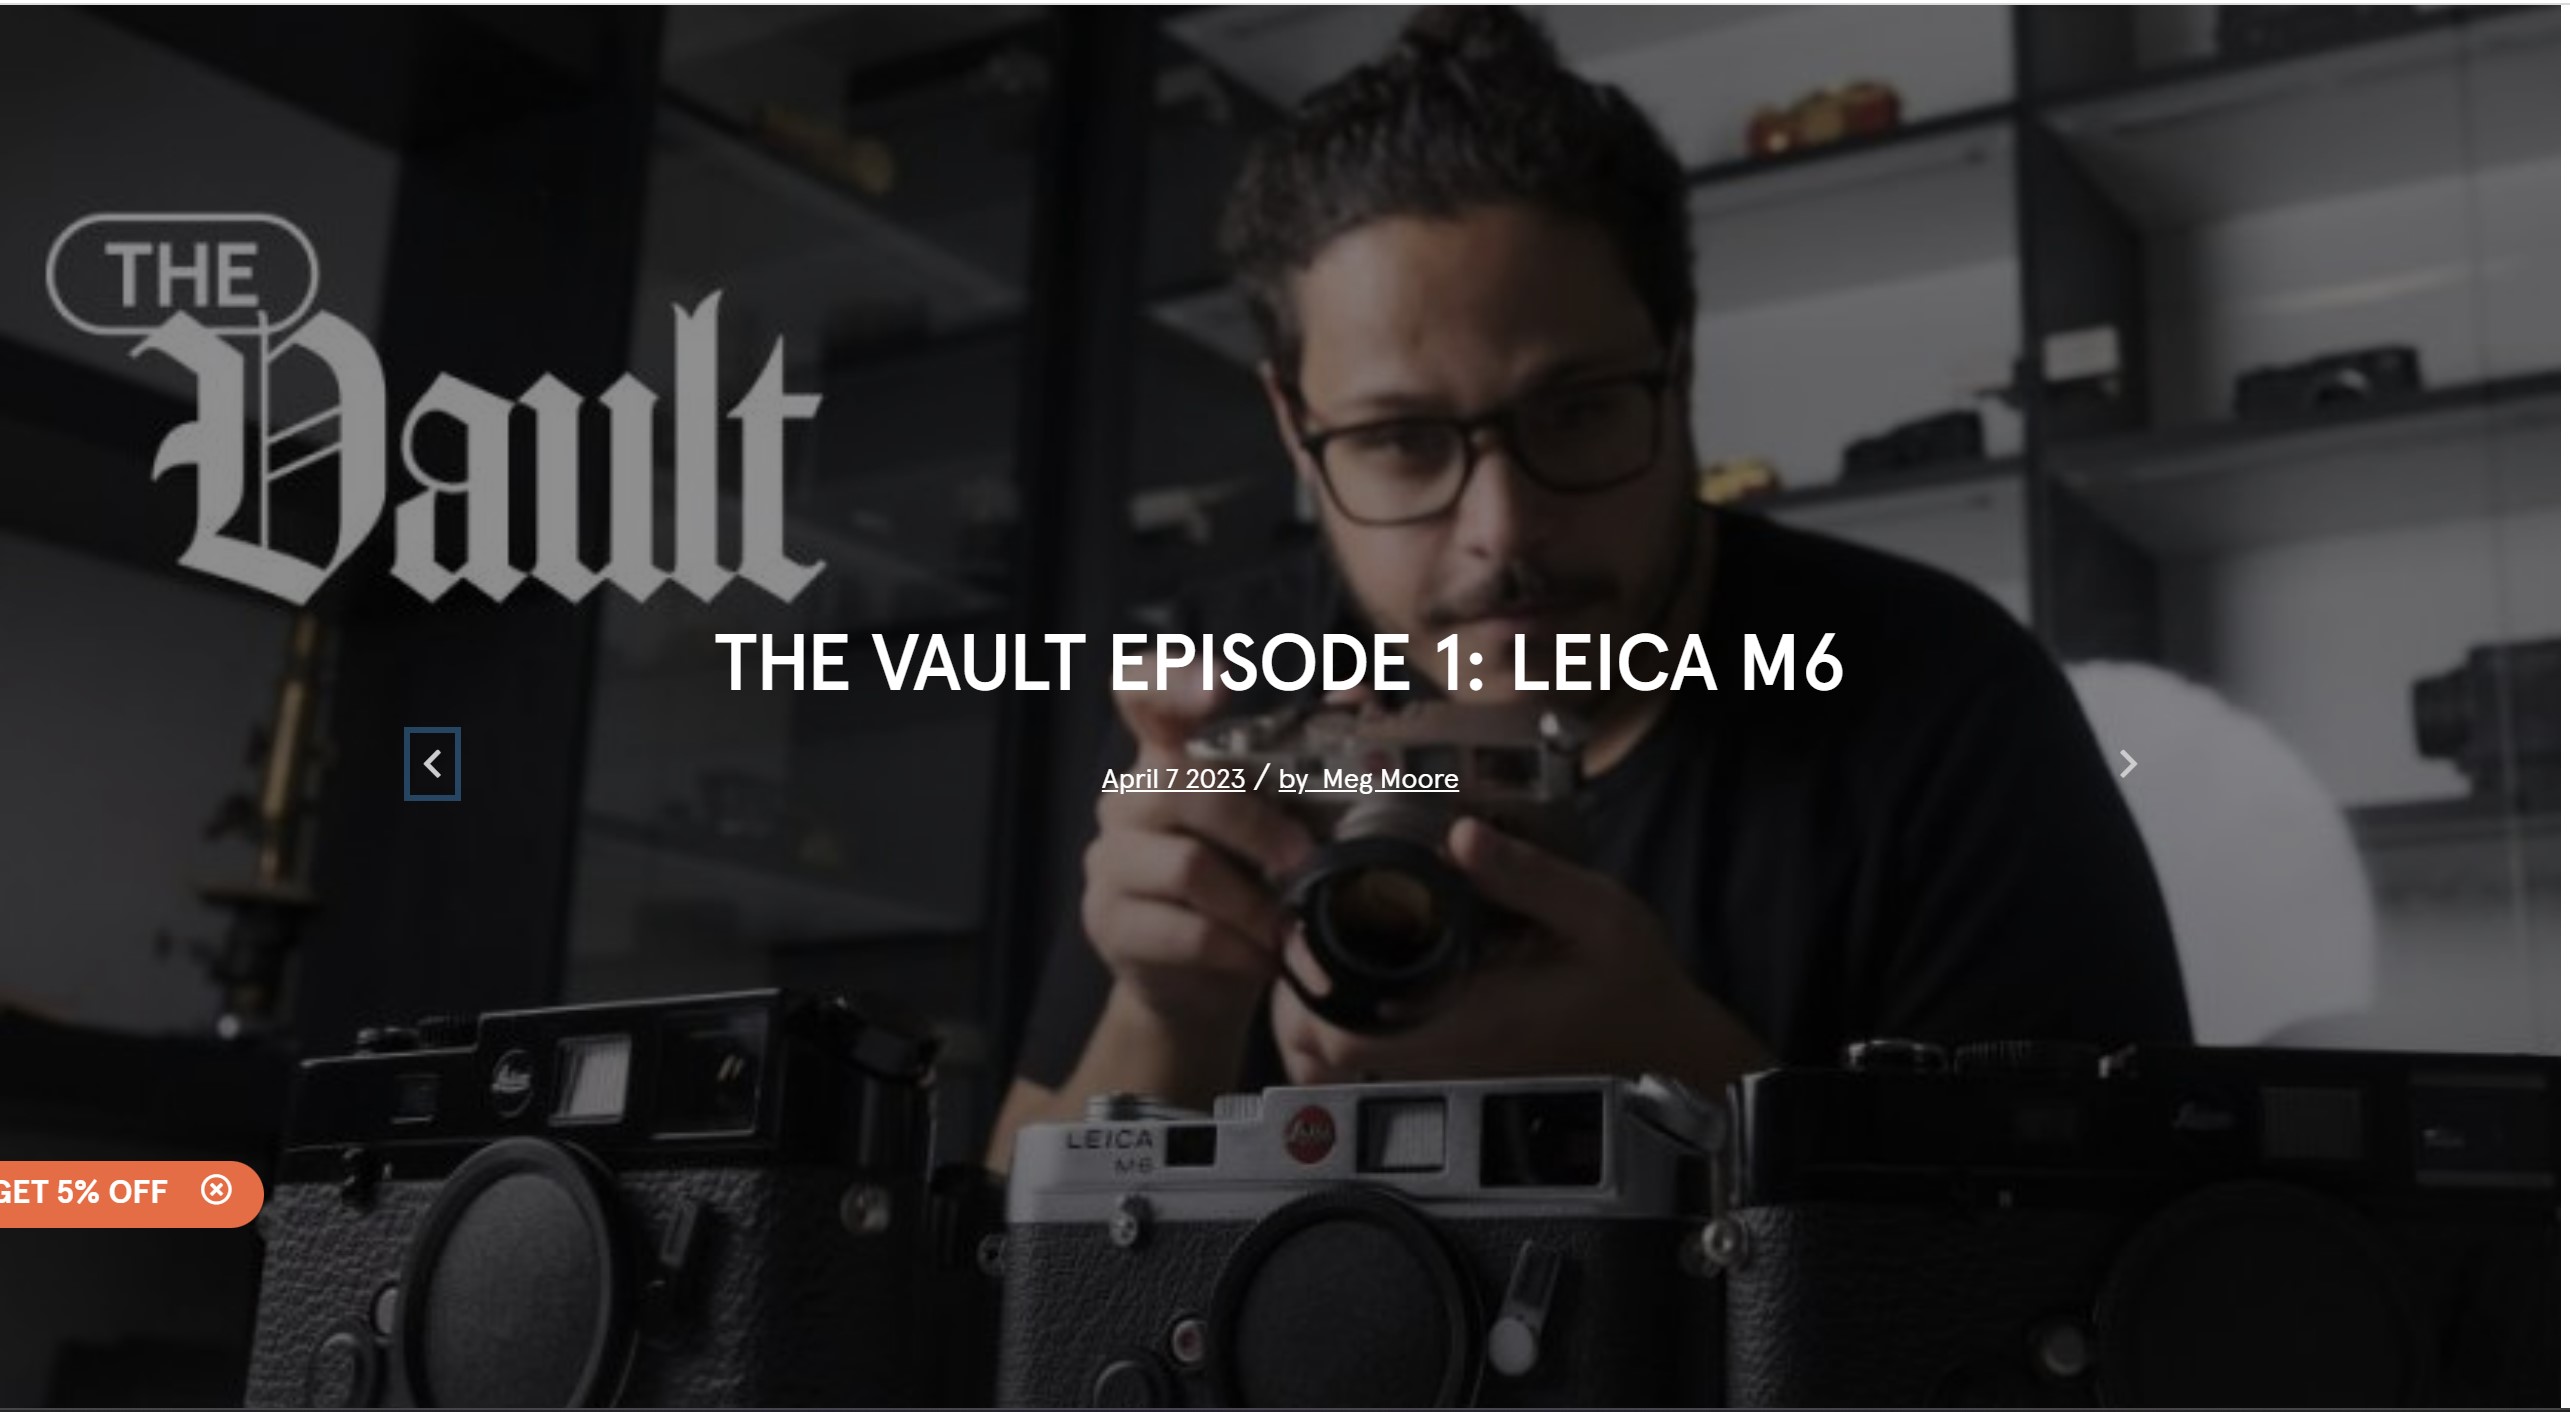 THE
Vault
THE VAULT EPISODE 1: LEICA M6
April 7 2023 / by Meg Moore
LEICA
M6
Leica
GET 5% OFF